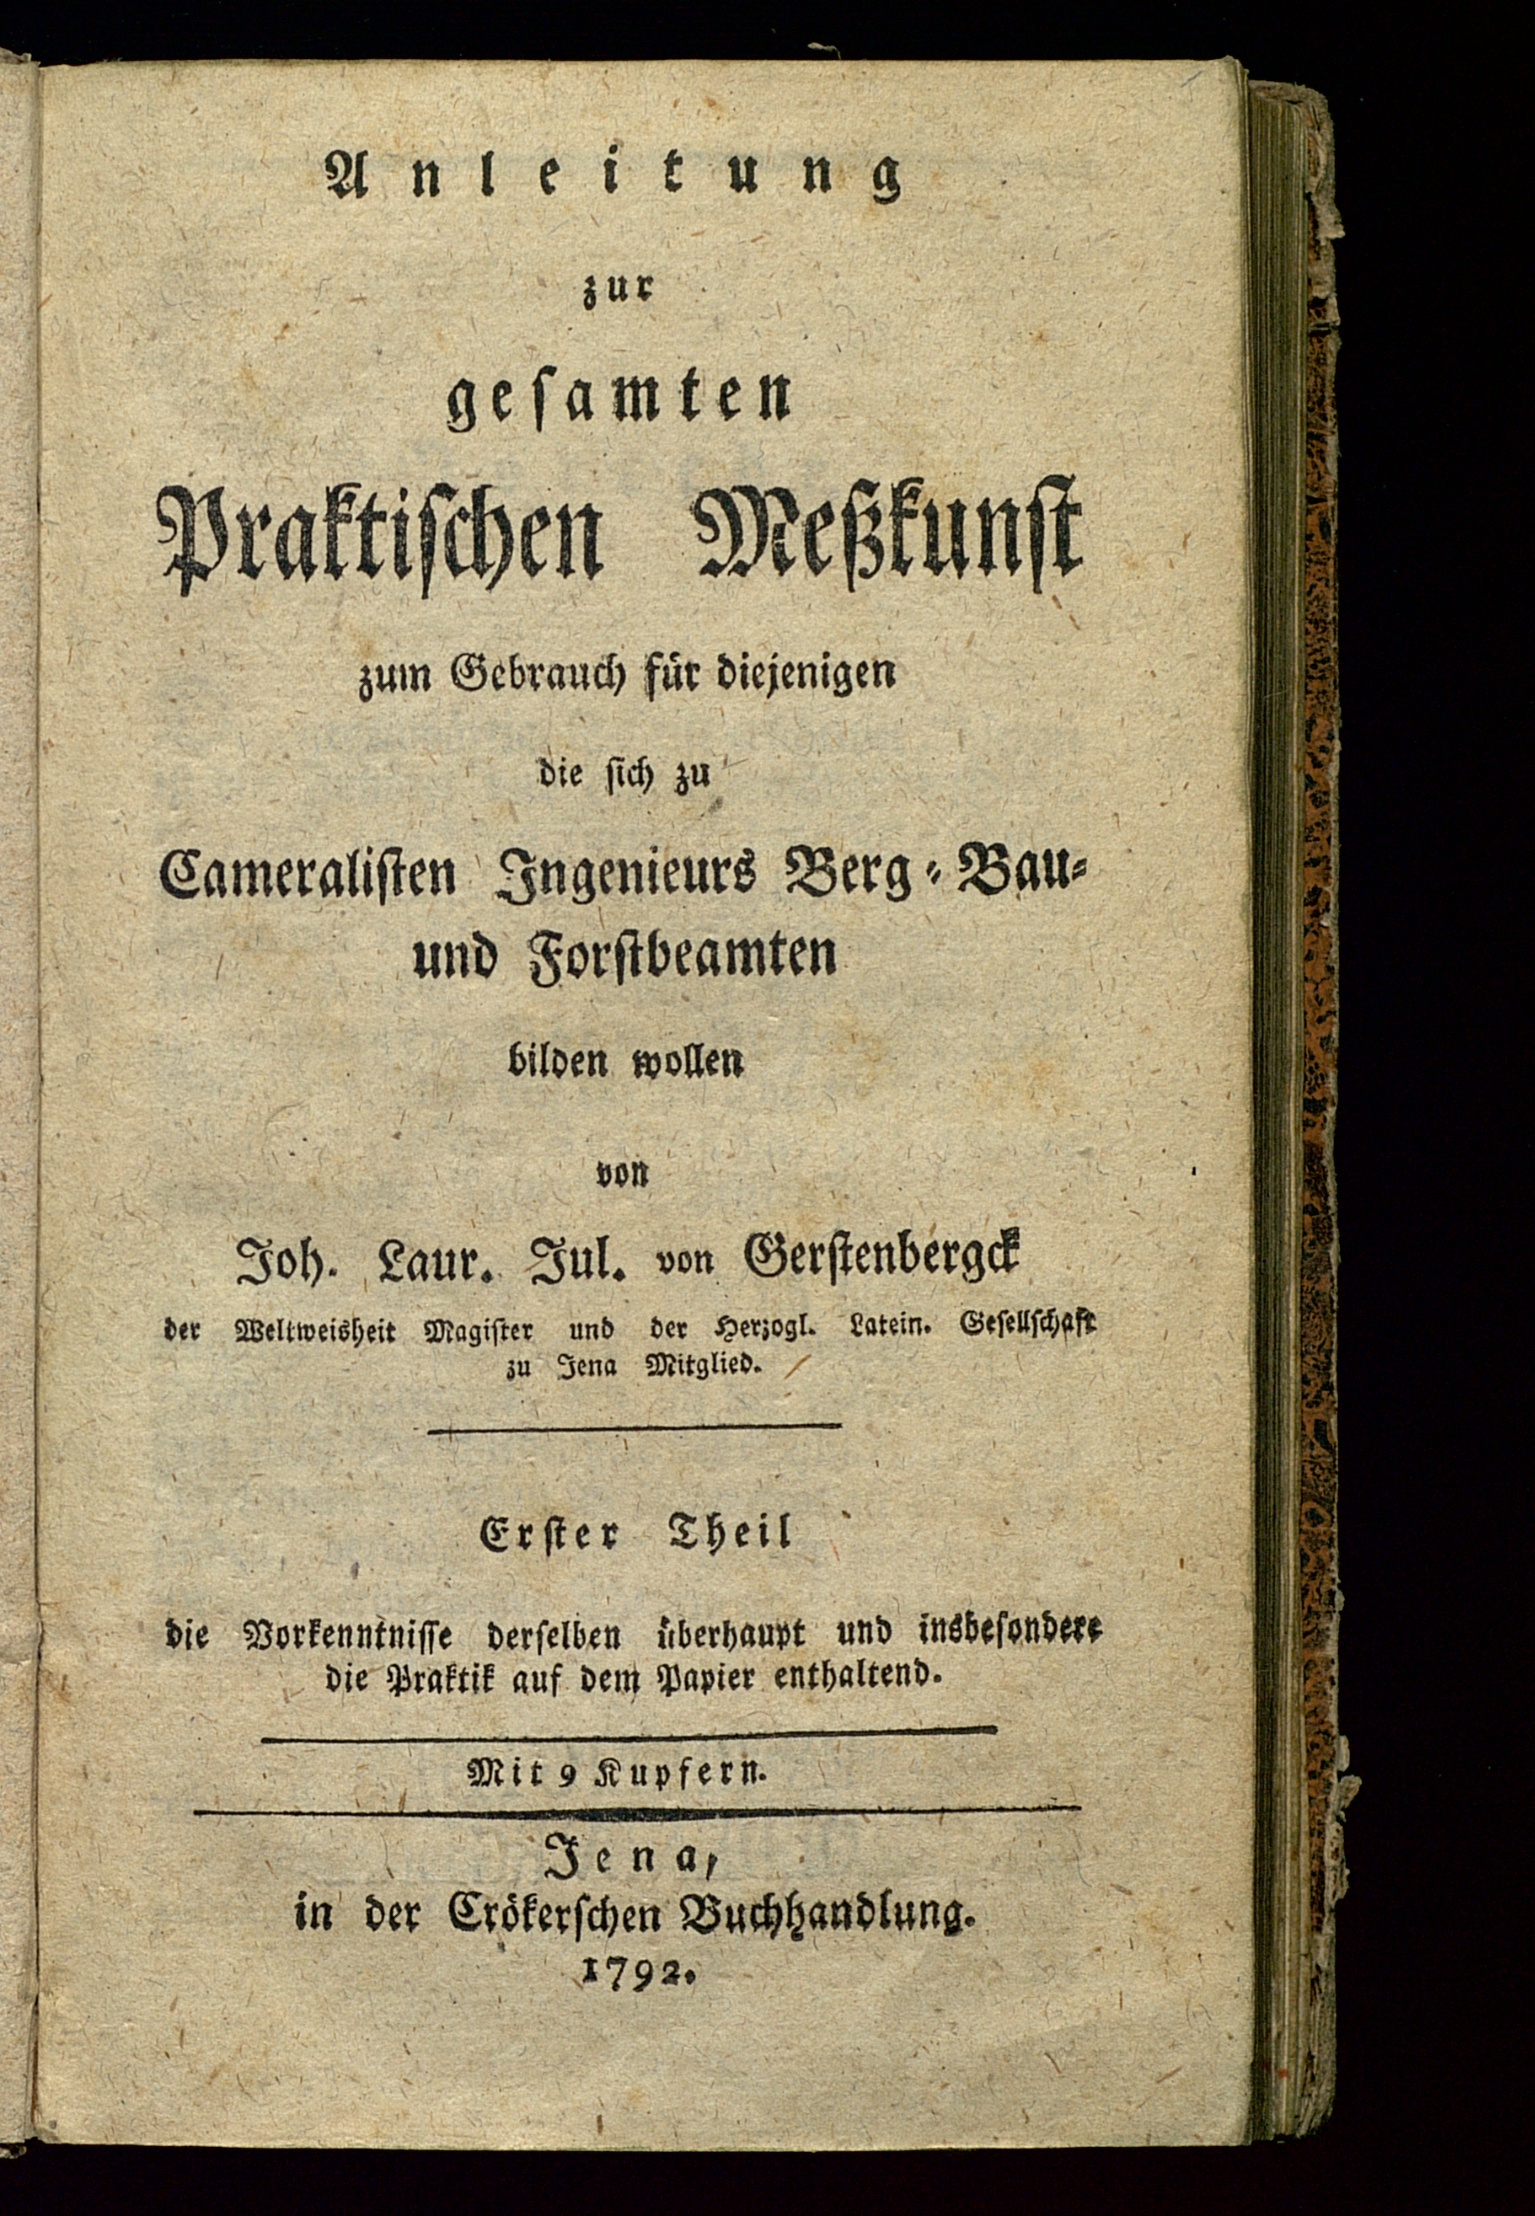 Anleitung
zur
gesamten
Praktischen Meßkunst
zum Gebrauch für diejenigen
die sich zu
Cameralisten Ingenieurs Berg- Bau-
und Forstbeamten
bilden wollen
von
Joh. Laur. Jul. von Gerstenbergck
der Weltweisheit Magister und der Herzogl. Latein. Gesellschaft
zu Jena Mitglied.
Erster Theil
die Vorkenntnisse derselben überhaupt und insbesondere
die Praktik auf dem Papier enthaltend.
Mit 9 Kupfern.
Jena,
in der Crökerschen Buchhandlung.
1792.